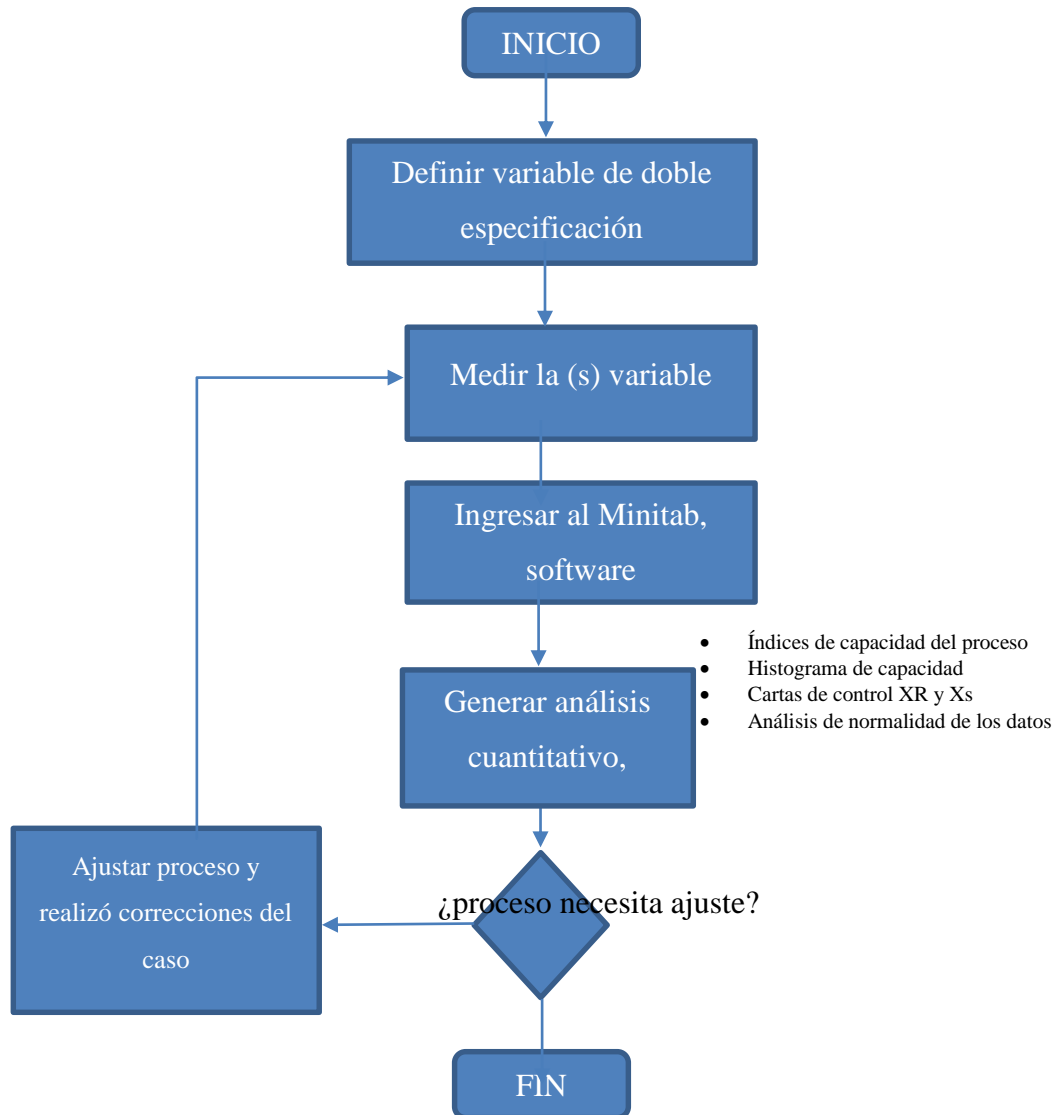 INICIO
Definir variable de doble
especificación
Medir la (s) variable
Ingresar al Minitab,
software
Generar análisis
cuantitativo,
• Índices de capacidad del proceso
• Histograma de capacidad
• Cartas de control XR y Xs
• Análisis de normalidad de los datos
¿proceso necesita ajuste?
Ajustar proceso y
realizó correcciones del
caso
FIN